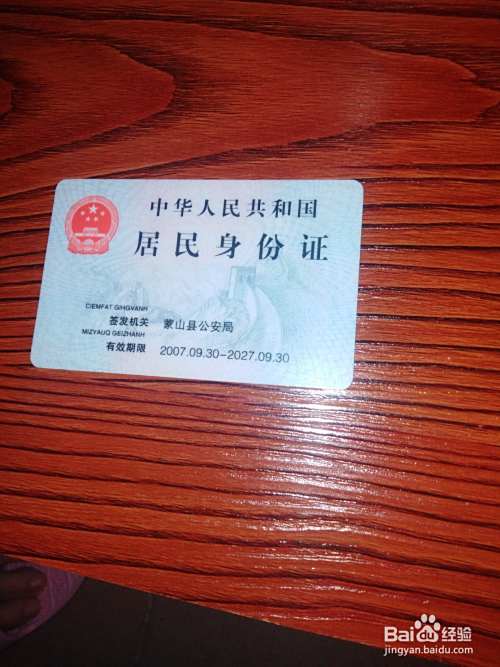 中华人民共和国
居民身份证
CIEMFAT GIHGVANH
签发机关 蒙山县公安局
MIZYAUQ GEIZHANH
有效期限 2007.09.30-2027.09.30
Baidu 经验
jingyan.baidu.com